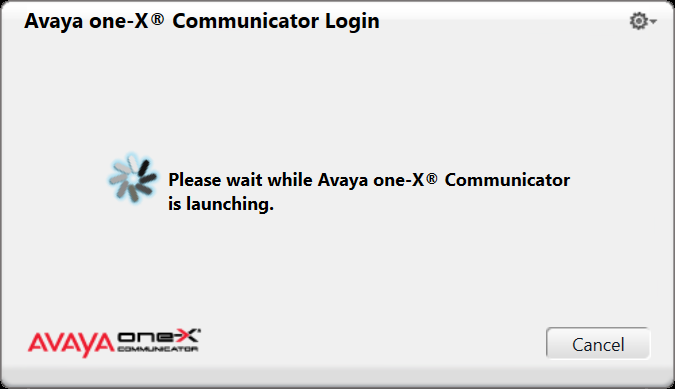 Avaya one-X® Communicator Login
Please wait while Avaya one-X® Communicator
is launching.
AVAYA one-X®
COMMUNICATOR
Cancel